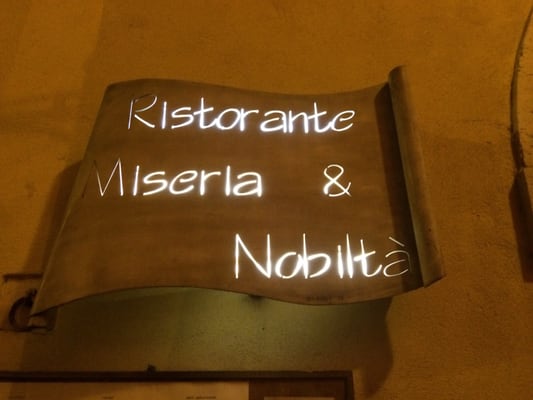 Ristorante
Miseria &
Nobiltà